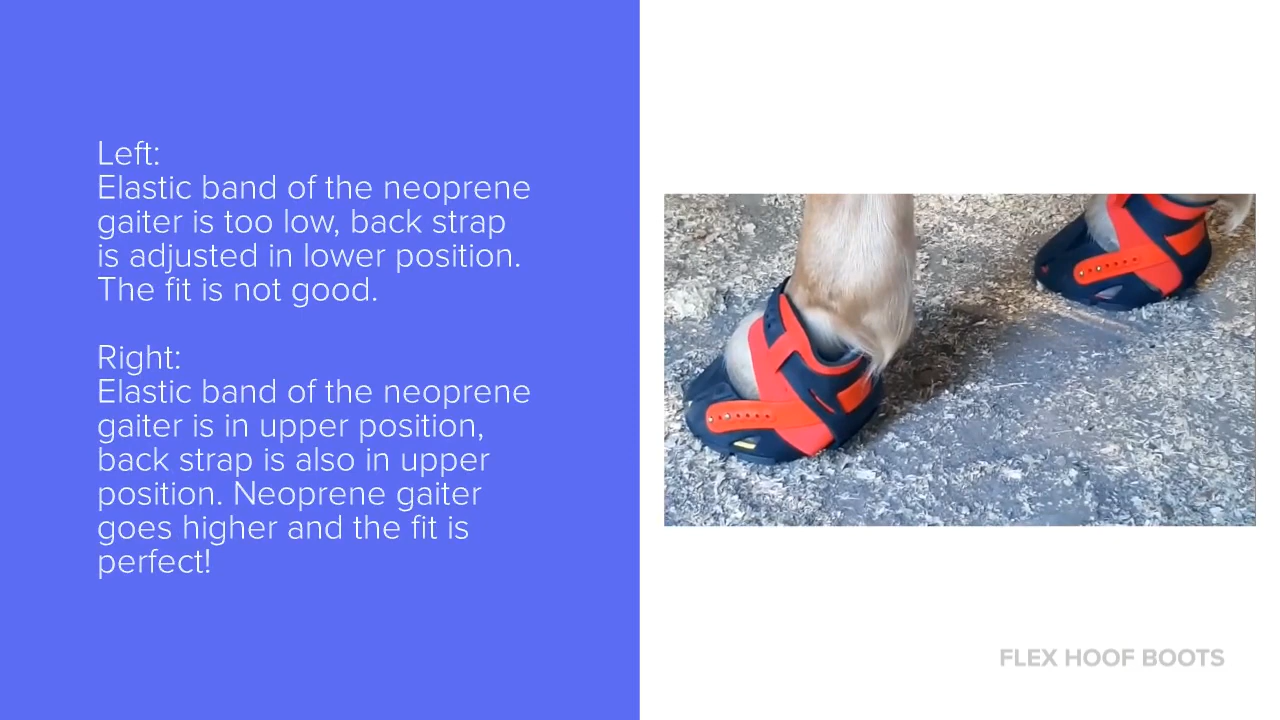 Left:
Elastic band of the neoprene
gaiter is too low, back strap
is adjusted in lower position.
The fit is not good.
Right:
Elastic band of the neoprene
gaiter is in upper position,
back strap is also in upper
position. Neoprene gaiter
goes higher and the fit is
perfect!
FLEX HOOF BOOTS